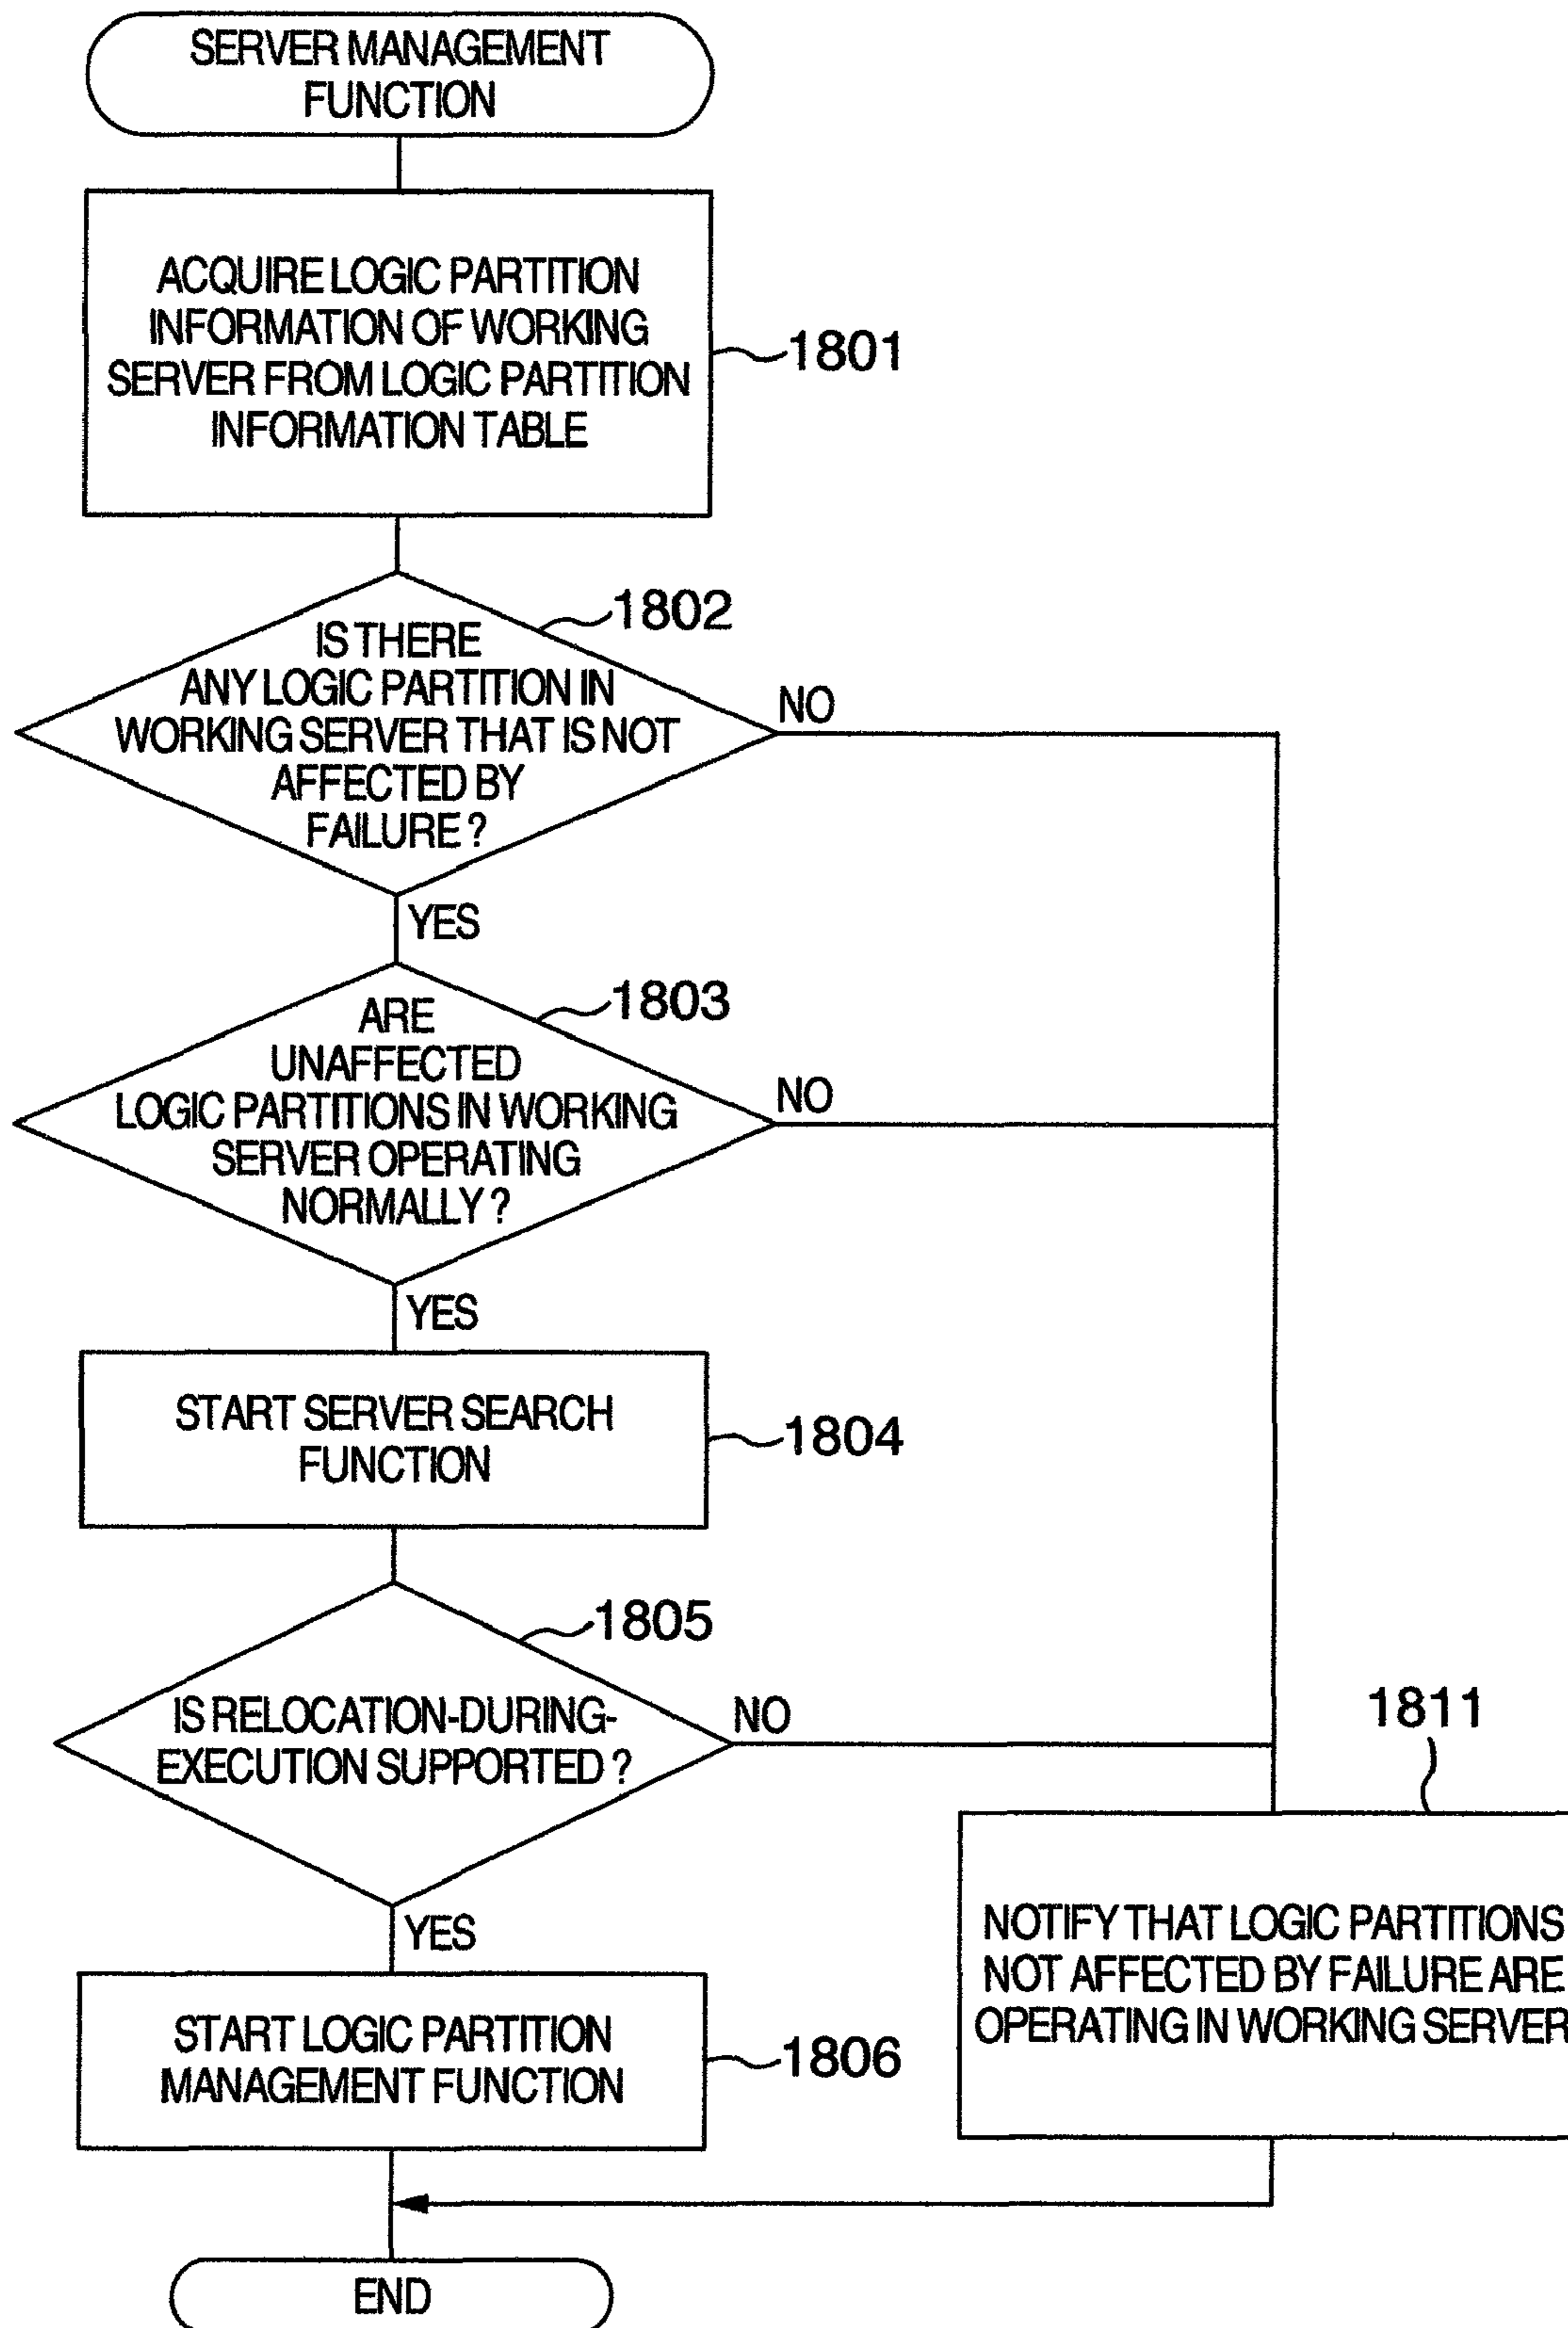 SERVER MANAGEMENT
FUNCTION
ACQUIRE LOGIC PARTITION
INFORMATION OF WORKING
SERVER FROM LOGIC PARTITION
INFORMATION TABLE
1801
1802
IS THERE
ANY LOGIC PARTITION IN
WORKING SERVER THAT IS NOT
AFFECTED BY
FAILURE ?
NO
YES
1803
ARE
UNAFFECTED
LOGIC PARTITIONS IN WORKING
SERVER OPERATING
NORMALLY ?
NO
YES
START SERVER SEARCH
FUNCTION
1804
1805
IS RELOCATION-DURING-
EXECUTION SUPPORTED ?
NO
YES
1811
NOTIFY THAT LOGIC PARTITIONS
NOT AFFECTED BY FAILURE ARE
OPERATING IN WORKING SERVER
START LOGIC PARTITION
MANAGEMENT FUNCTION
1806
END